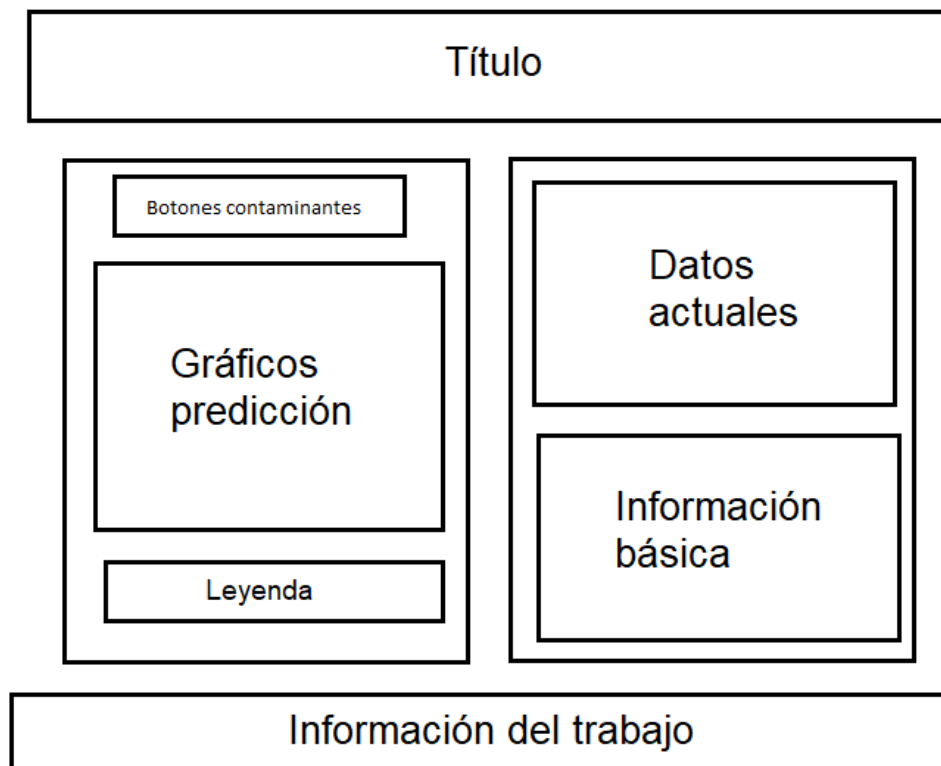 Título
Botones contaminantes
Gráficos
predicción
Leyenda
Datos
actuales
Información
básica
Información del trabajo